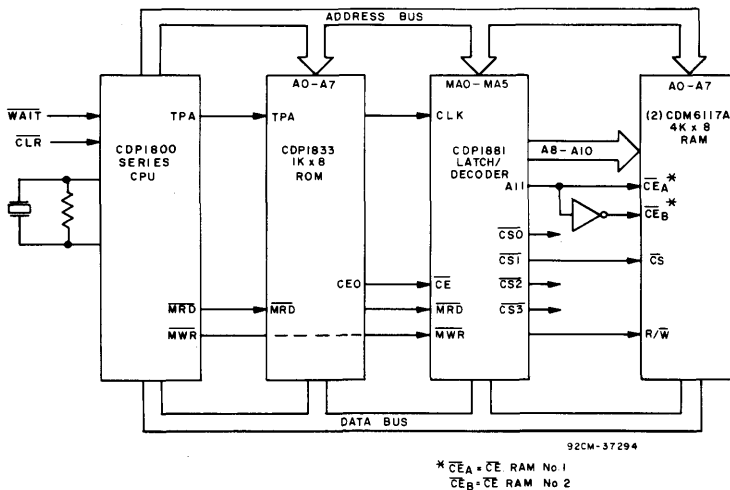 ADDRESS BUS
A0-A7
MA0-MA5
A0-A7
WAIT
CLR
TPA
CDP1800
SERIES
CPU
MRD
MWR
TPA
CDP1833
1K x 8
ROM
CEO
MRD
CLK
CDP1881
LATCH/
DECODER
A8-A10
A11
CS0
CS1
CS2
CS3
CE
MRD
MWR
(2) CDM6117A
4K x 8
RAM
CEA*
CEB*
CS
R/W
DATA BUS
92CM-37294
* CEA = CE RAM No.1
CEB = CE RAM No 2